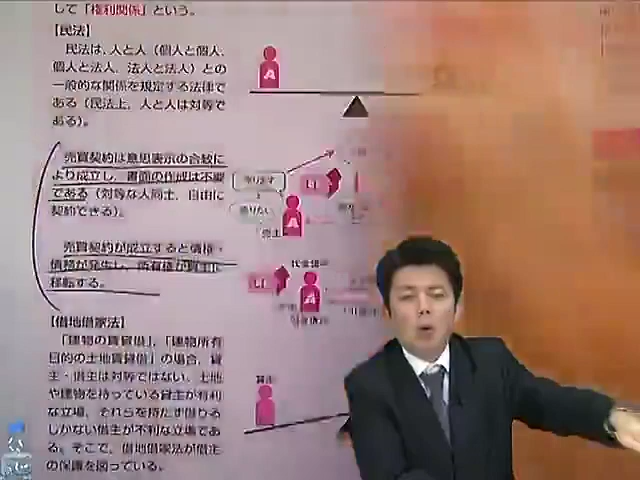 して「権利関係」という。
【民法】
民法は、人と人（個人と個人、
個人と法人、法人と法人）との
一般的な関係を規定する法律で
ある（民法上、人と人は対等で
ある）。
A
売買契約は意思表示の合致に
より成立し、書面の作成は不要
である（対等な人同士、自由に
契約できる）。
売ります
A
売主
売買契約が成立すると債権・
債務が発生し、所有権が買主に
移転する。
A
【借地借家法】
「建物の賃貸借」、「建物所有
目的の土地賃貸借」の場合、貸
主・借主は対等ではない。土地
や建物を持っている貸主が有利
な立場、それらを持たず借りる
しかない借主が不利な立場であ
る。そこで、借地借家法が借主
の保護を図っている。
貸主